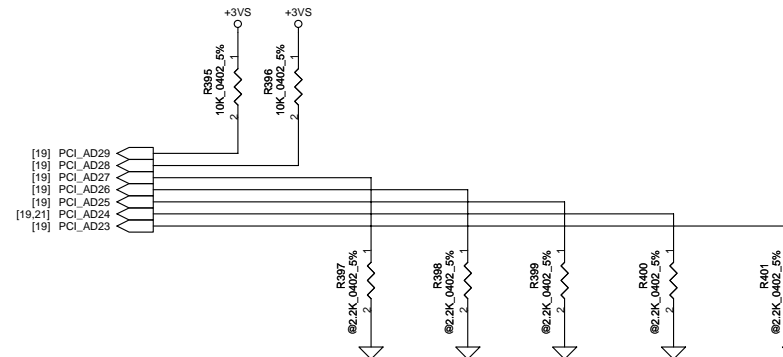 +3VS
+3VS
1
R395
10K_0402_5%
2
1
R396
10K_0402_5%
2
[19] PCI_AD29
[19] PCI_AD28
[19] PCI_AD27
[19] PCI_AD26
[19] PCI_AD25
[19,21] PCI_AD24
[19] PCI_AD23
1
R397
@2.2K_0402_5%
2
1
R398
@2.2K_0402_5%
2
1
R399
@2.2K_0402_5%
2
1
R400
@2.2K_0402_5%
2
R401
@2.2K_0402_5%